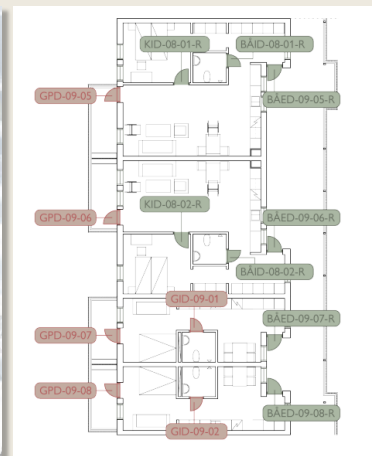 KID-08-01-R
BÅID-08-01-R
GPD-09-05
BÅED-09-05-R
KID-08-02-R
GPD-09-06
BÅED-09-06-R
BÅID-08-02-R
GID-09-01
BÅED-09-07-R
GPD-09-07
GPD-09-08
BÅED-09-08-R
GID-09-02